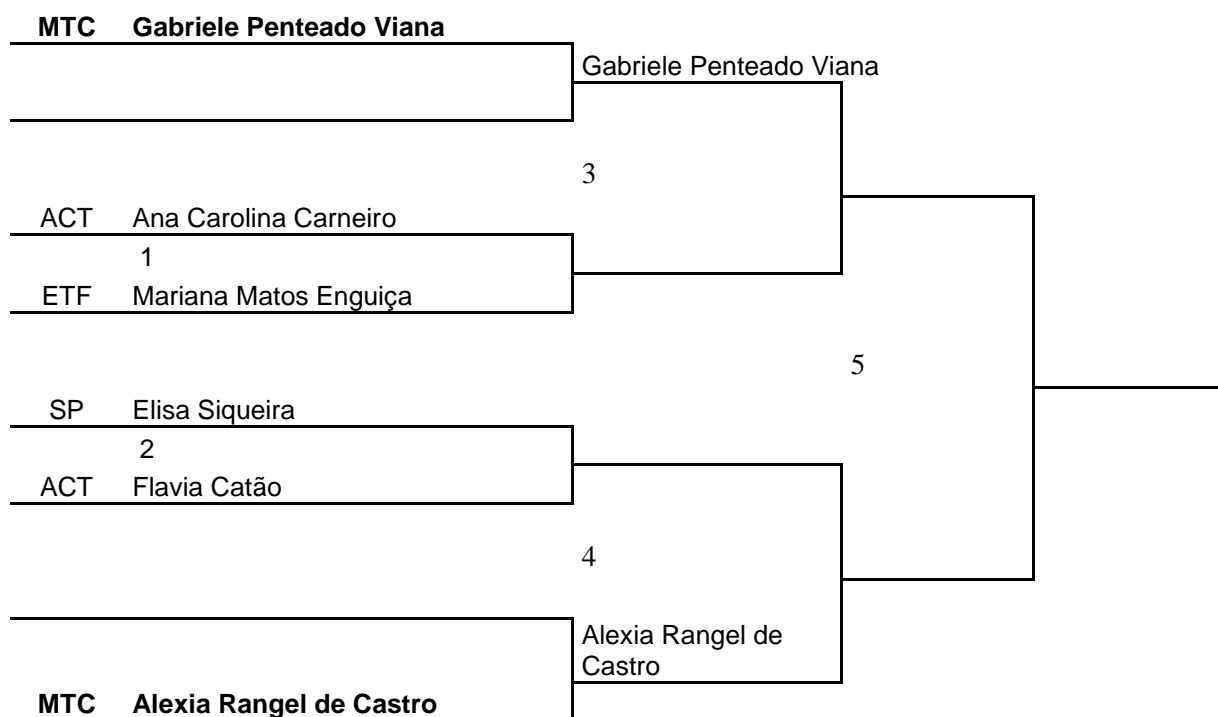 MTC Gabriele Penteado Viana
Gabriele Penteado Viana
3
ACT Ana Carolina Carneiro
1
ETF Mariana Matos Enguiça
5
SP Elisa Siqueira
2
ACT Flavia Catão
4
Alexia Rangel de
Castro
MTC Alexia Rangel de Castro